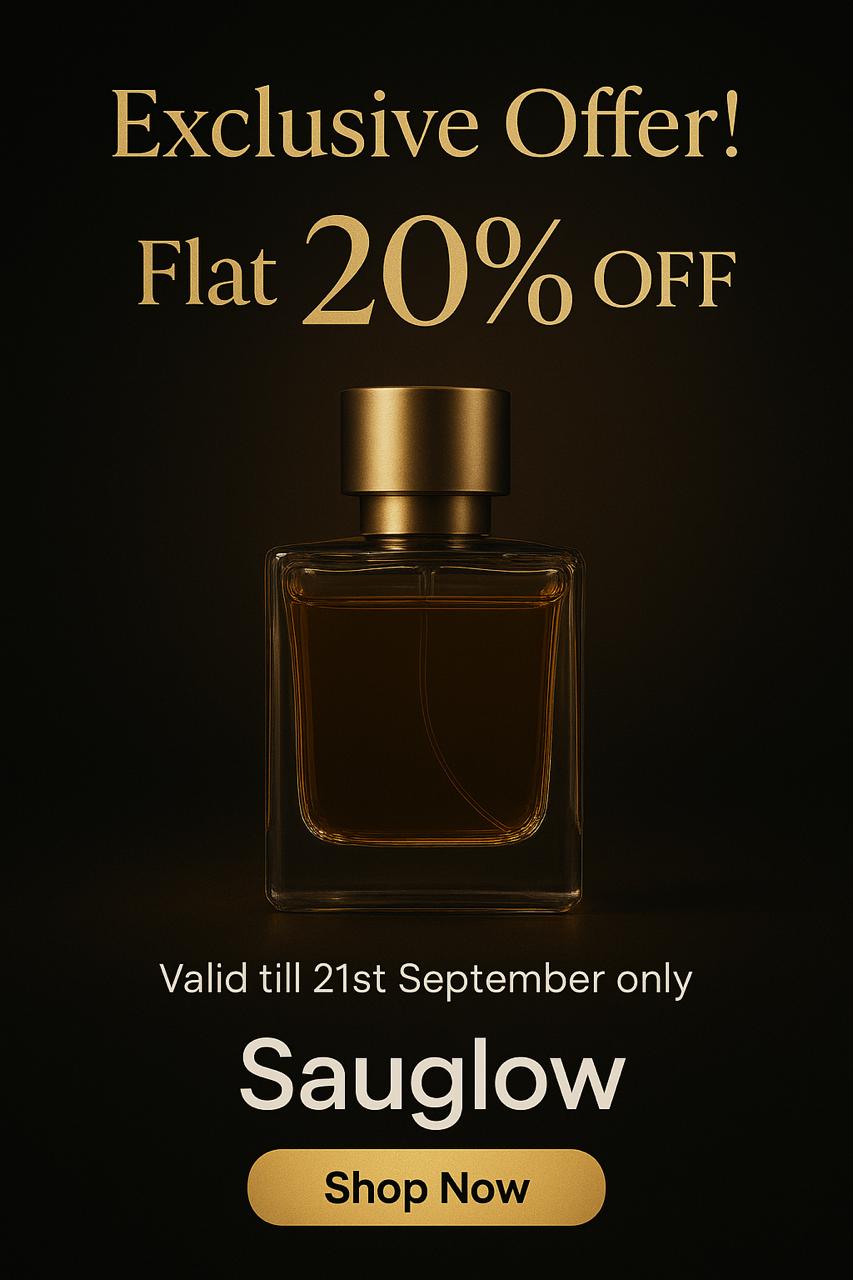 Exclusive Offer!
Flat 20% OFF
Valid till 21st September only
Sauglow
Shop Now